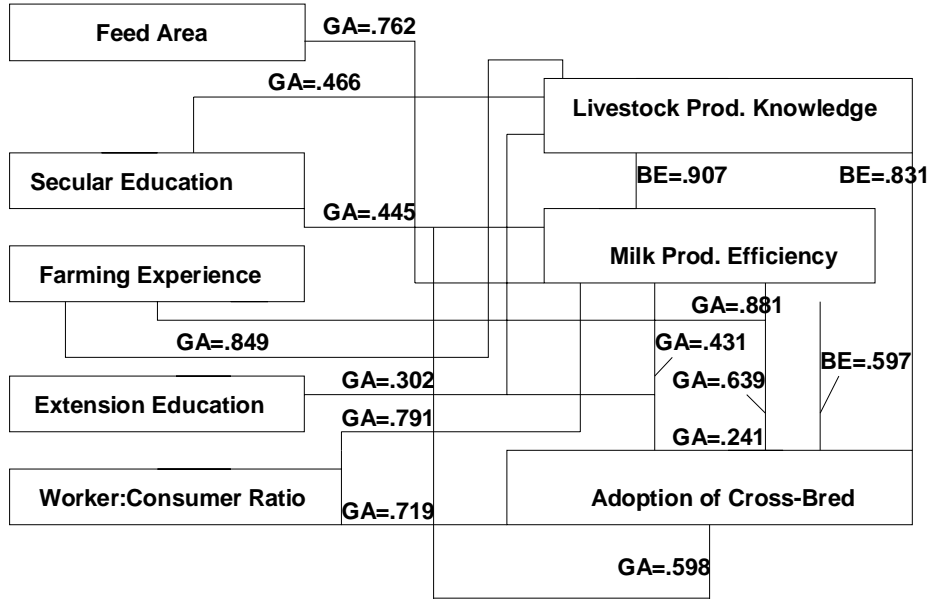 Feed Area
GA=.762
GA=.466
Livestock Prod. Knowledge
Secular Education
BE=.907
BE=.831
GA=.445
Milk Prod. Efficiency
Farming Experience
GA=.881
GA=.849
GA=.431
BE=.597
GA=.302
GA=.639
Extension Education
GA=.791
GA=.241
Worker:Consumer Ratio
Adoption of Cross-Bred
GA=.719
GA=.598